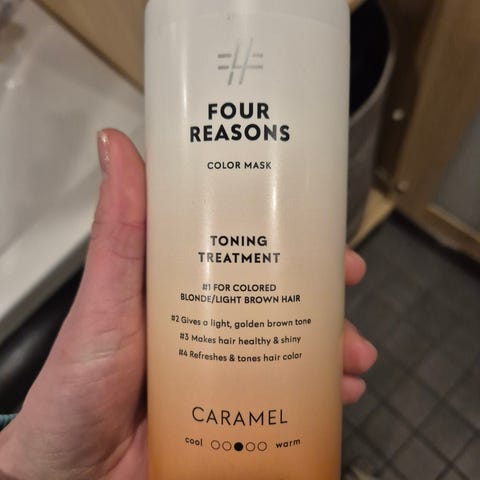 FOUR
REASONS
COLOR MASK
TONING
TREATMENT
#1 FOR COLORED
BLONDE/LIGHT BROWN HAIR
#2 Gives a light, golden brown tone
#3 Makes hair healthy & shiny
#4 Refreshes & tones hair color
CARAMEL
cool ○○●○○ warm